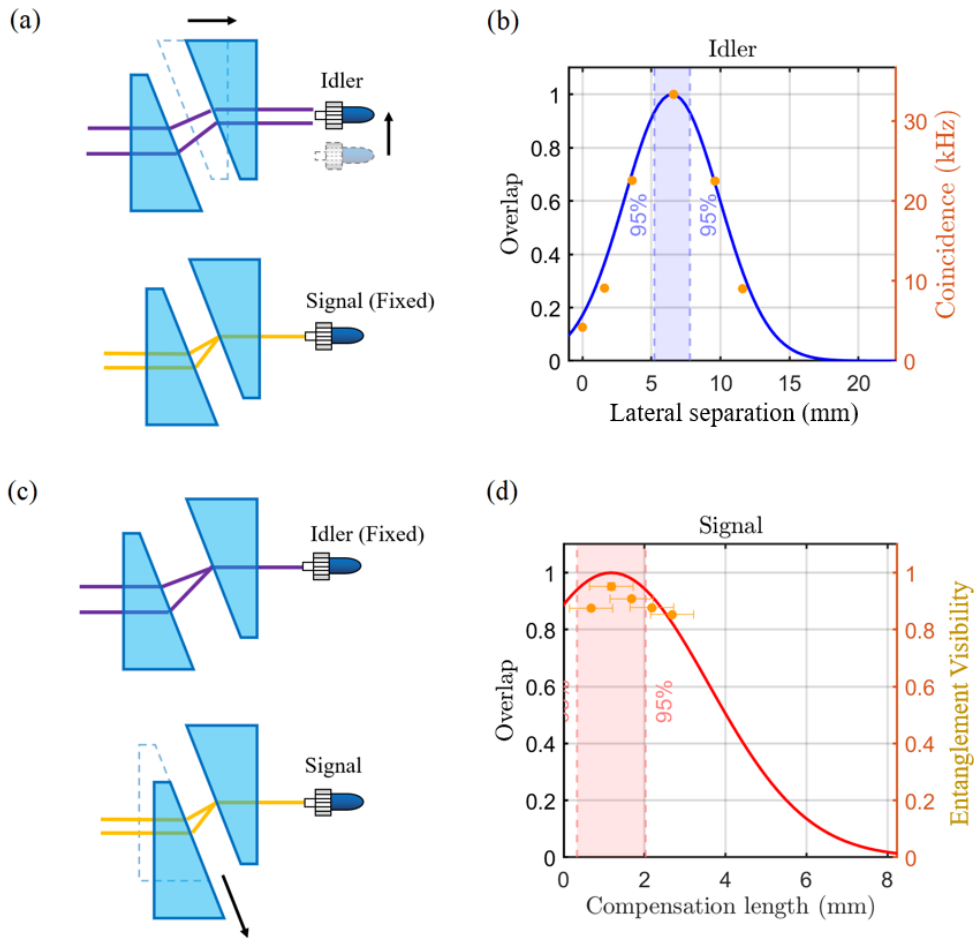 (a)
Idler
Signal (Fixed)
(b)
Idler
1
0.8
0.6
0.4
0.2
0
Overlap
95%
95%
30
20
10
0
Coincidence (kHz)
0
5
10
15
20
Lateral separation (mm)
(c)
Idler (Fixed)
Signal
(d)
Signal
1
0.8
0.6
0.4
0.2
0
Overlap
95%
1
0.8
0.6
0.4
0.2
0
Entanglement Visibility
0
2
4
6
8
Compensation length (mm)